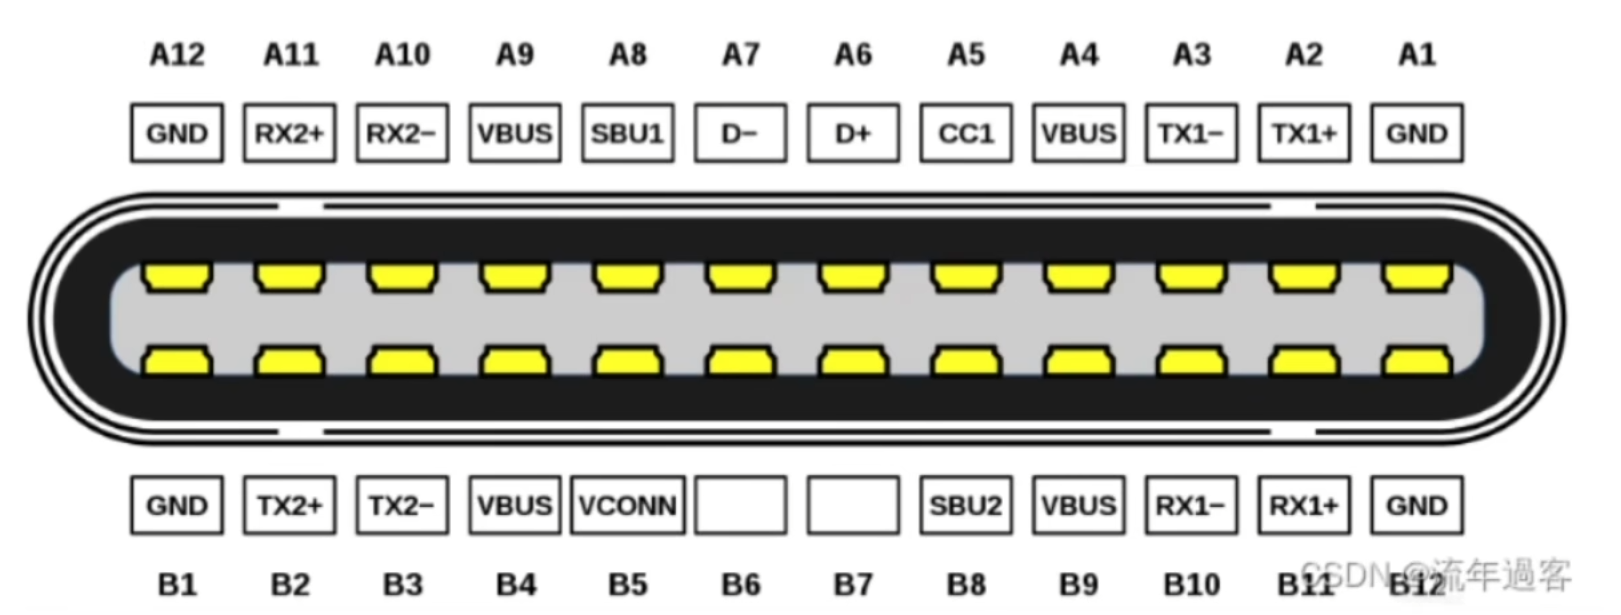 A12 A11 A10 A9 A8 A7 A6 A5 A4 A3 A2 A1
GND RX2+ RX2− VBUS SBU1 D− D+ CC1 VBUS TX1− TX1+ GND
GND TX2+ TX2− VBUS VCONN SBU2 VBUS RX1− RX1+ GND
B1 B2 B3 B4 B5 B6 B7 B8 B9 B10 B11 B12
CSDN @流年過客